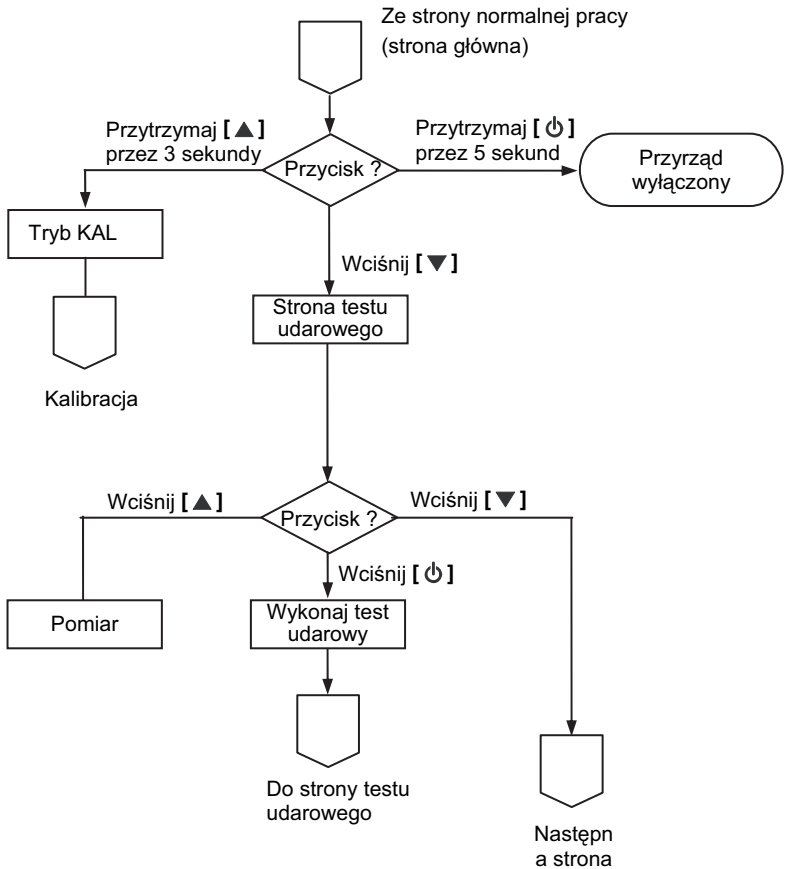 Ze strony normalnej pracy
(strona główna)
Przytrzymaj [ ▲ ]
przez 3 sekundy
Przycisk ?
Przytrzymaj [ ⏻ ]
przez 5 sekund
Przyrząd
wyłączony
Tryb KAL
Wciśnij [ ▼ ]
Strona testu
udarowego
Kalibracja
Wciśnij [ ▲ ]
Przycisk ?
Wciśnij [ ▼ ]
Wciśnij [ ⏻ ]
Pomiar
Wykonaj test
udarowy
Do strony testu
udarowego
Następn
a strona